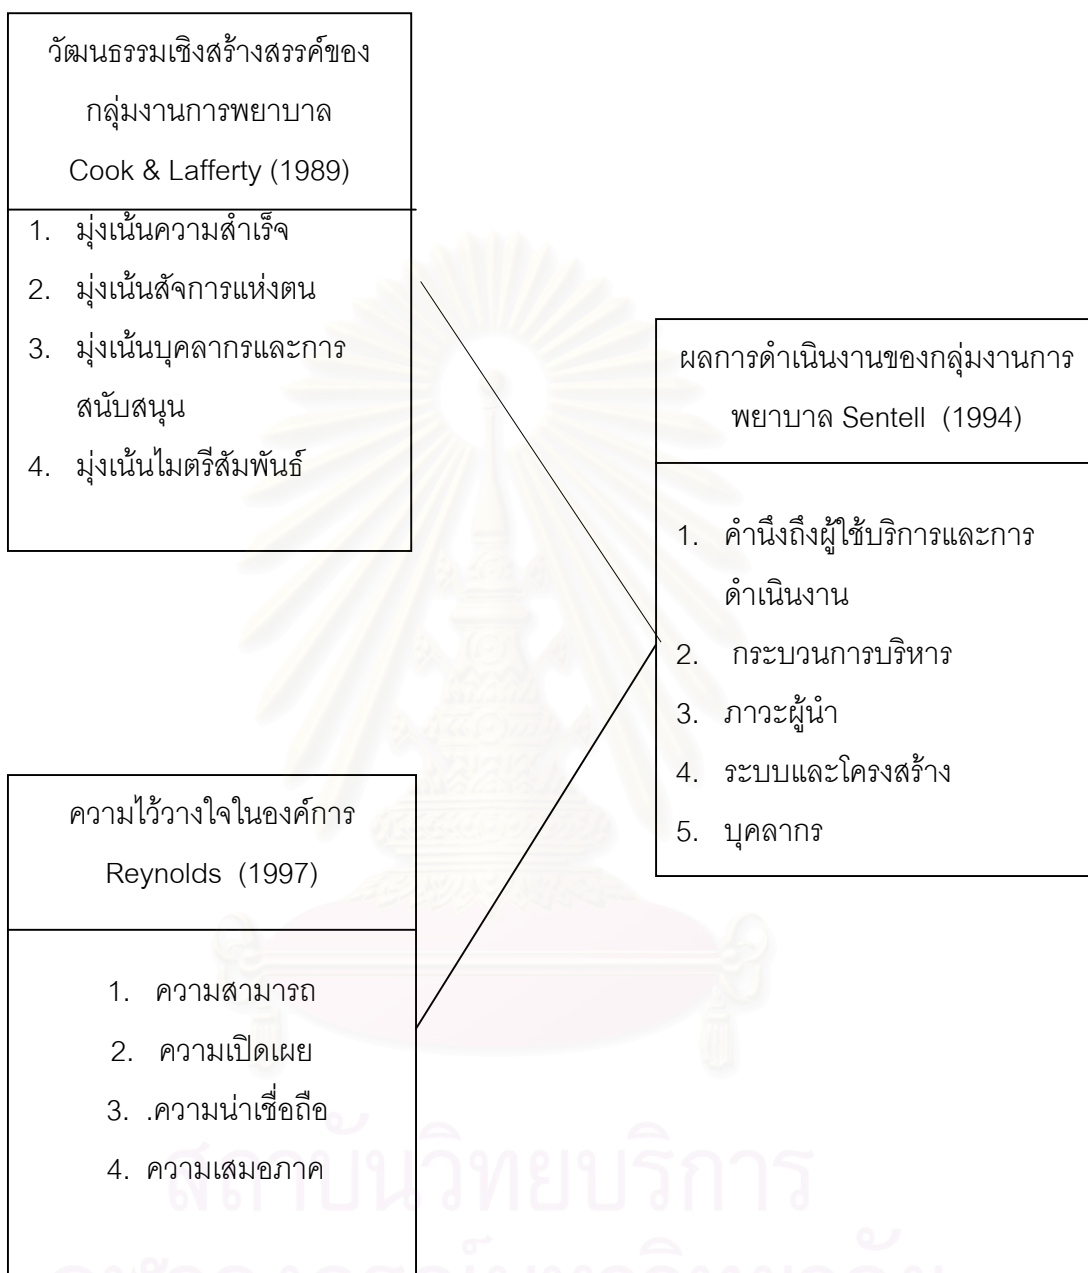 วัฒนธรรมเชิงสร้างสรรค์ของ
กลุ่มงานการพยาบาล
Cook & Lafferty (1989)
1. มุ่งเน้นความสำเร็จ
2. มุ่งเน้นสัจการแห่งตน
3. มุ่งเน้นบุคลากรและการ
สนับสนุน
4. มุ่งเน้นไมตรีสัมพันธ์
ผลการดำเนินงานของกลุ่มงานการ
พยาบาล Sentell (1994)
1. คำนึงถึงผู้ใช้บริการและการ
ดำเนินงาน
2. กระบวนการบริหาร
3. ภาวะผู้นำ
4. ระบบและโครงสร้าง
5. บุคลากร
ความไว้วางใจในองค์การ
Reynolds (1997)
1. ความสามารถ
2. ความเปิดเผย
3. .ความน่าเชื่อถือ
4. ความเสมอภาค
สถาบันวิทยบริการ